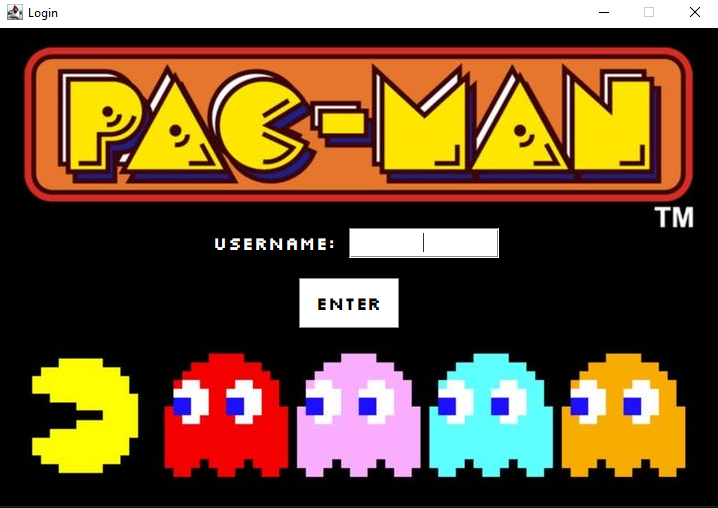 Login
PAC-MAN
TM
USERNAME:
ENTER